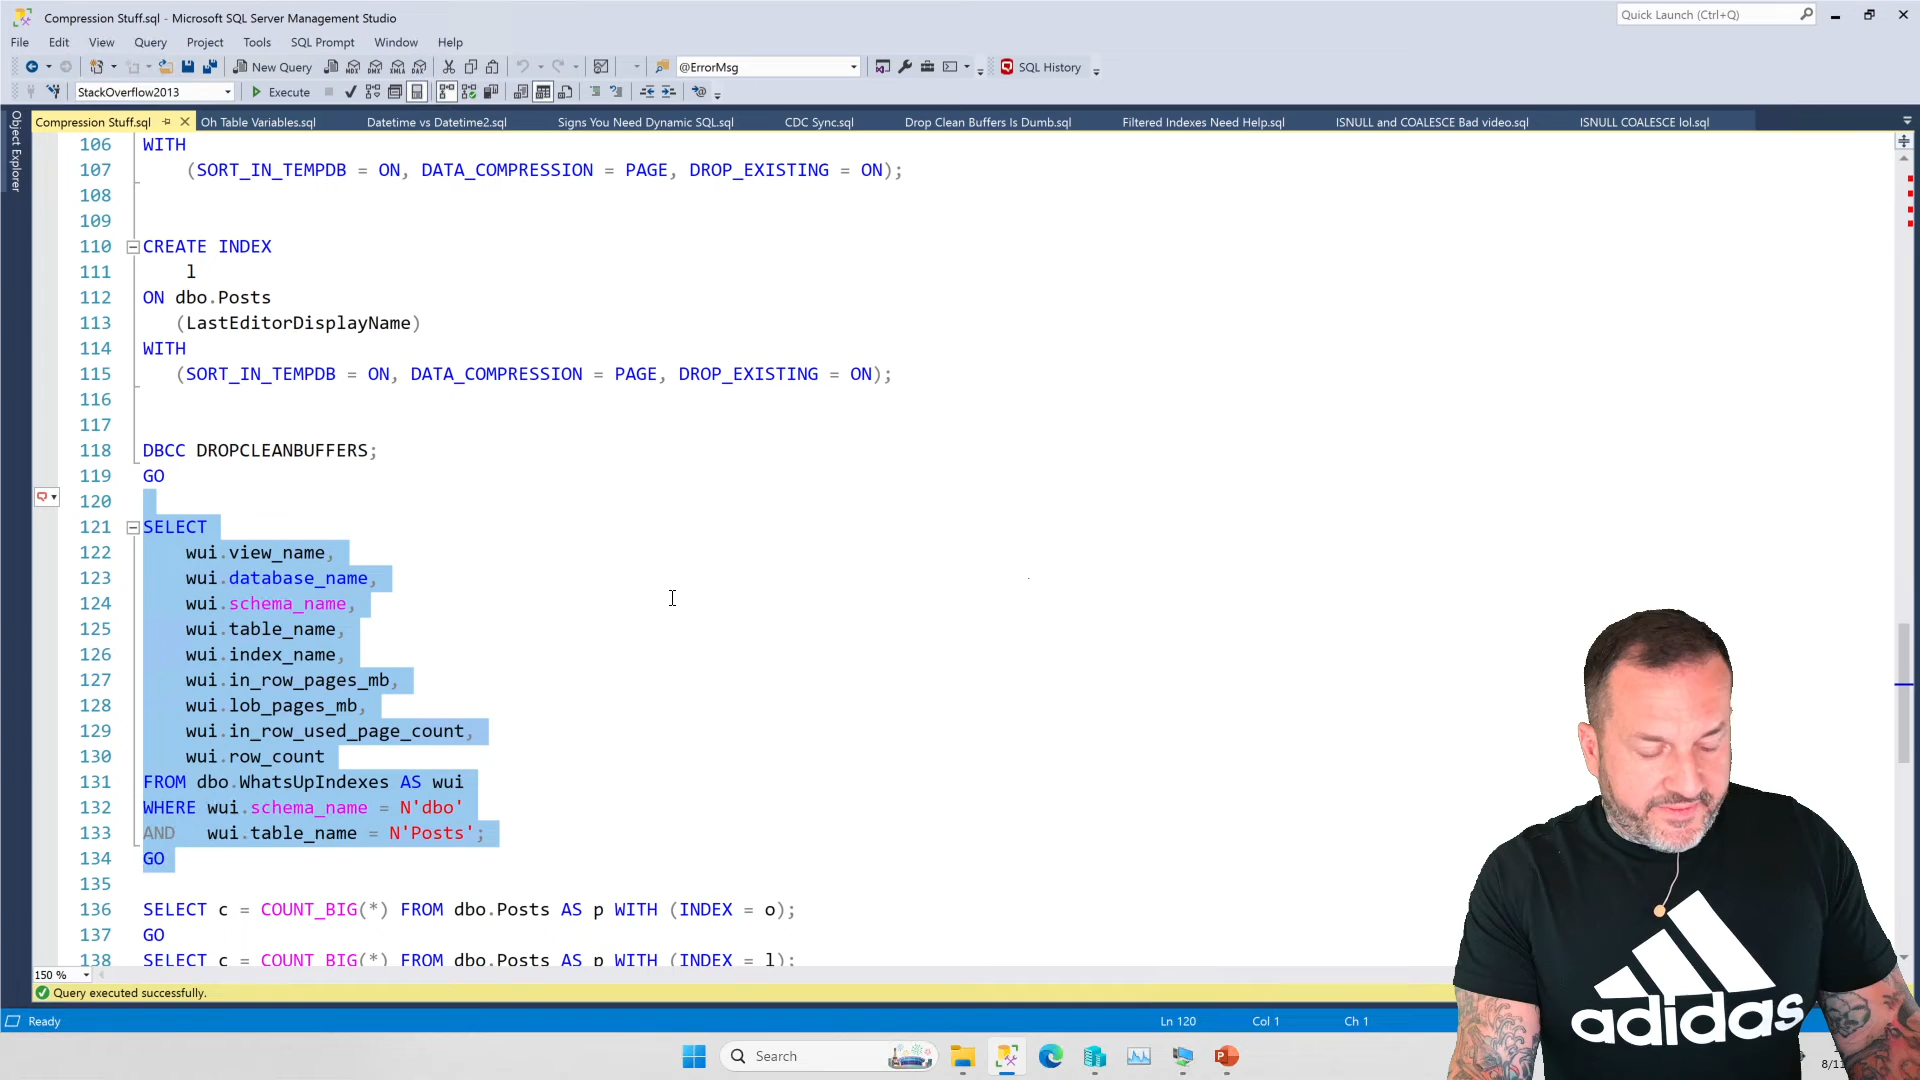 Compression Stuff.sql - Microsoft SQL Server Management Studio
Quick Launch (Ctrl+Q)
File Edit View Query Project Tools SQL Prompt Window Help
New Query @ErrorMsg SQL History
StackOverflow2013 Execute
Compression Stuff.sql Oh Table Variables.sql Datetime vs Datetime2.sql Signs You Need Dynamic SQL.sql CDC Sync.sql Drop Clean Buffers Is Dumb.sql Filtered Indexes Need Help.sql ISNULL and COALESCE Bad video.sql ISNULL COALESCE lol.sql
Object Explorer
106 WITH
107 (SORT_IN_TEMPDB = ON, DATA_COMPRESSION = PAGE, DROP_EXISTING = ON);
108
109
110 CREATE INDEX
111 l
112 ON dbo.Posts
113 (LastEditorDisplayName)
114 WITH
115 (SORT_IN_TEMPDB = ON, DATA_COMPRESSION = PAGE, DROP_EXISTING = ON);
116
117
118 DBCC DROPCLEANBUFFERS;
119 GO
120
121 SELECT
122 wui.view_name,
123 wui.database_name,
124 wui.schema_name,
125 wui.table_name,
126 wui.index_name,
127 wui.in_row_pages_mb,
128 wui.lob_pages_mb,
129 wui.in_row_used_page_count,
130 wui.row_count
131 FROM dbo.WhatsUpIndexes AS wui
132 WHERE wui.schema_name = N'dbo'
133 AND wui.table_name = N'Posts';
134 GO
135
136 SELECT c = COUNT_BIG(*) FROM dbo.Posts AS p WITH (INDEX = o);
137 GO
138 SELECT c = COUNT_BIG(*) FROM dbo.Posts AS p WITH (INDEX = l);
150 %
Query executed successfully.
Ready Ln 120 Col 1 Ch 1
adidas
Search